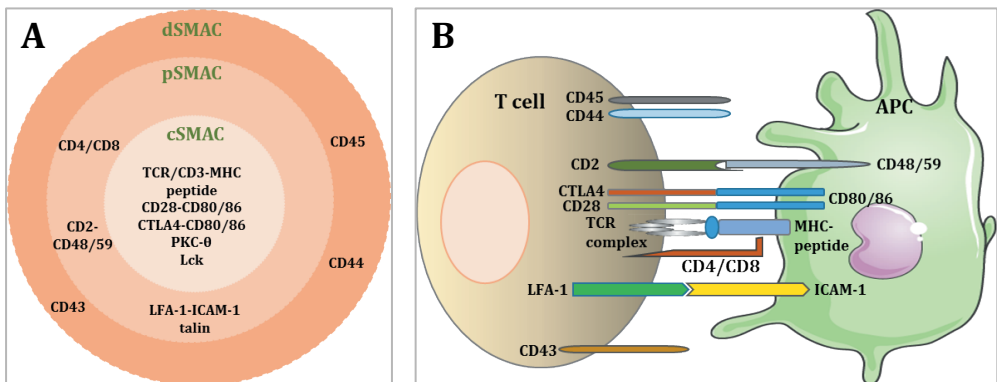 A
dSMAC
pSMAC
cSMAC
CD4/CD8
CD45
TCR/CD3-MHC
peptide
CD28-CD80/86
CTLA4-CD80/86
PKC-θ
Lck
CD2-
CD48/59
CD44
CD43
LFA-1-ICAM-1
talin
B
T cell
APC
CD45
CD44
CD2
CD48/59
CTLA4
CD28
CD80/86
TCR
complex
MHC-
peptide
CD4/CD8
LFA-1
ICAM-1
CD43